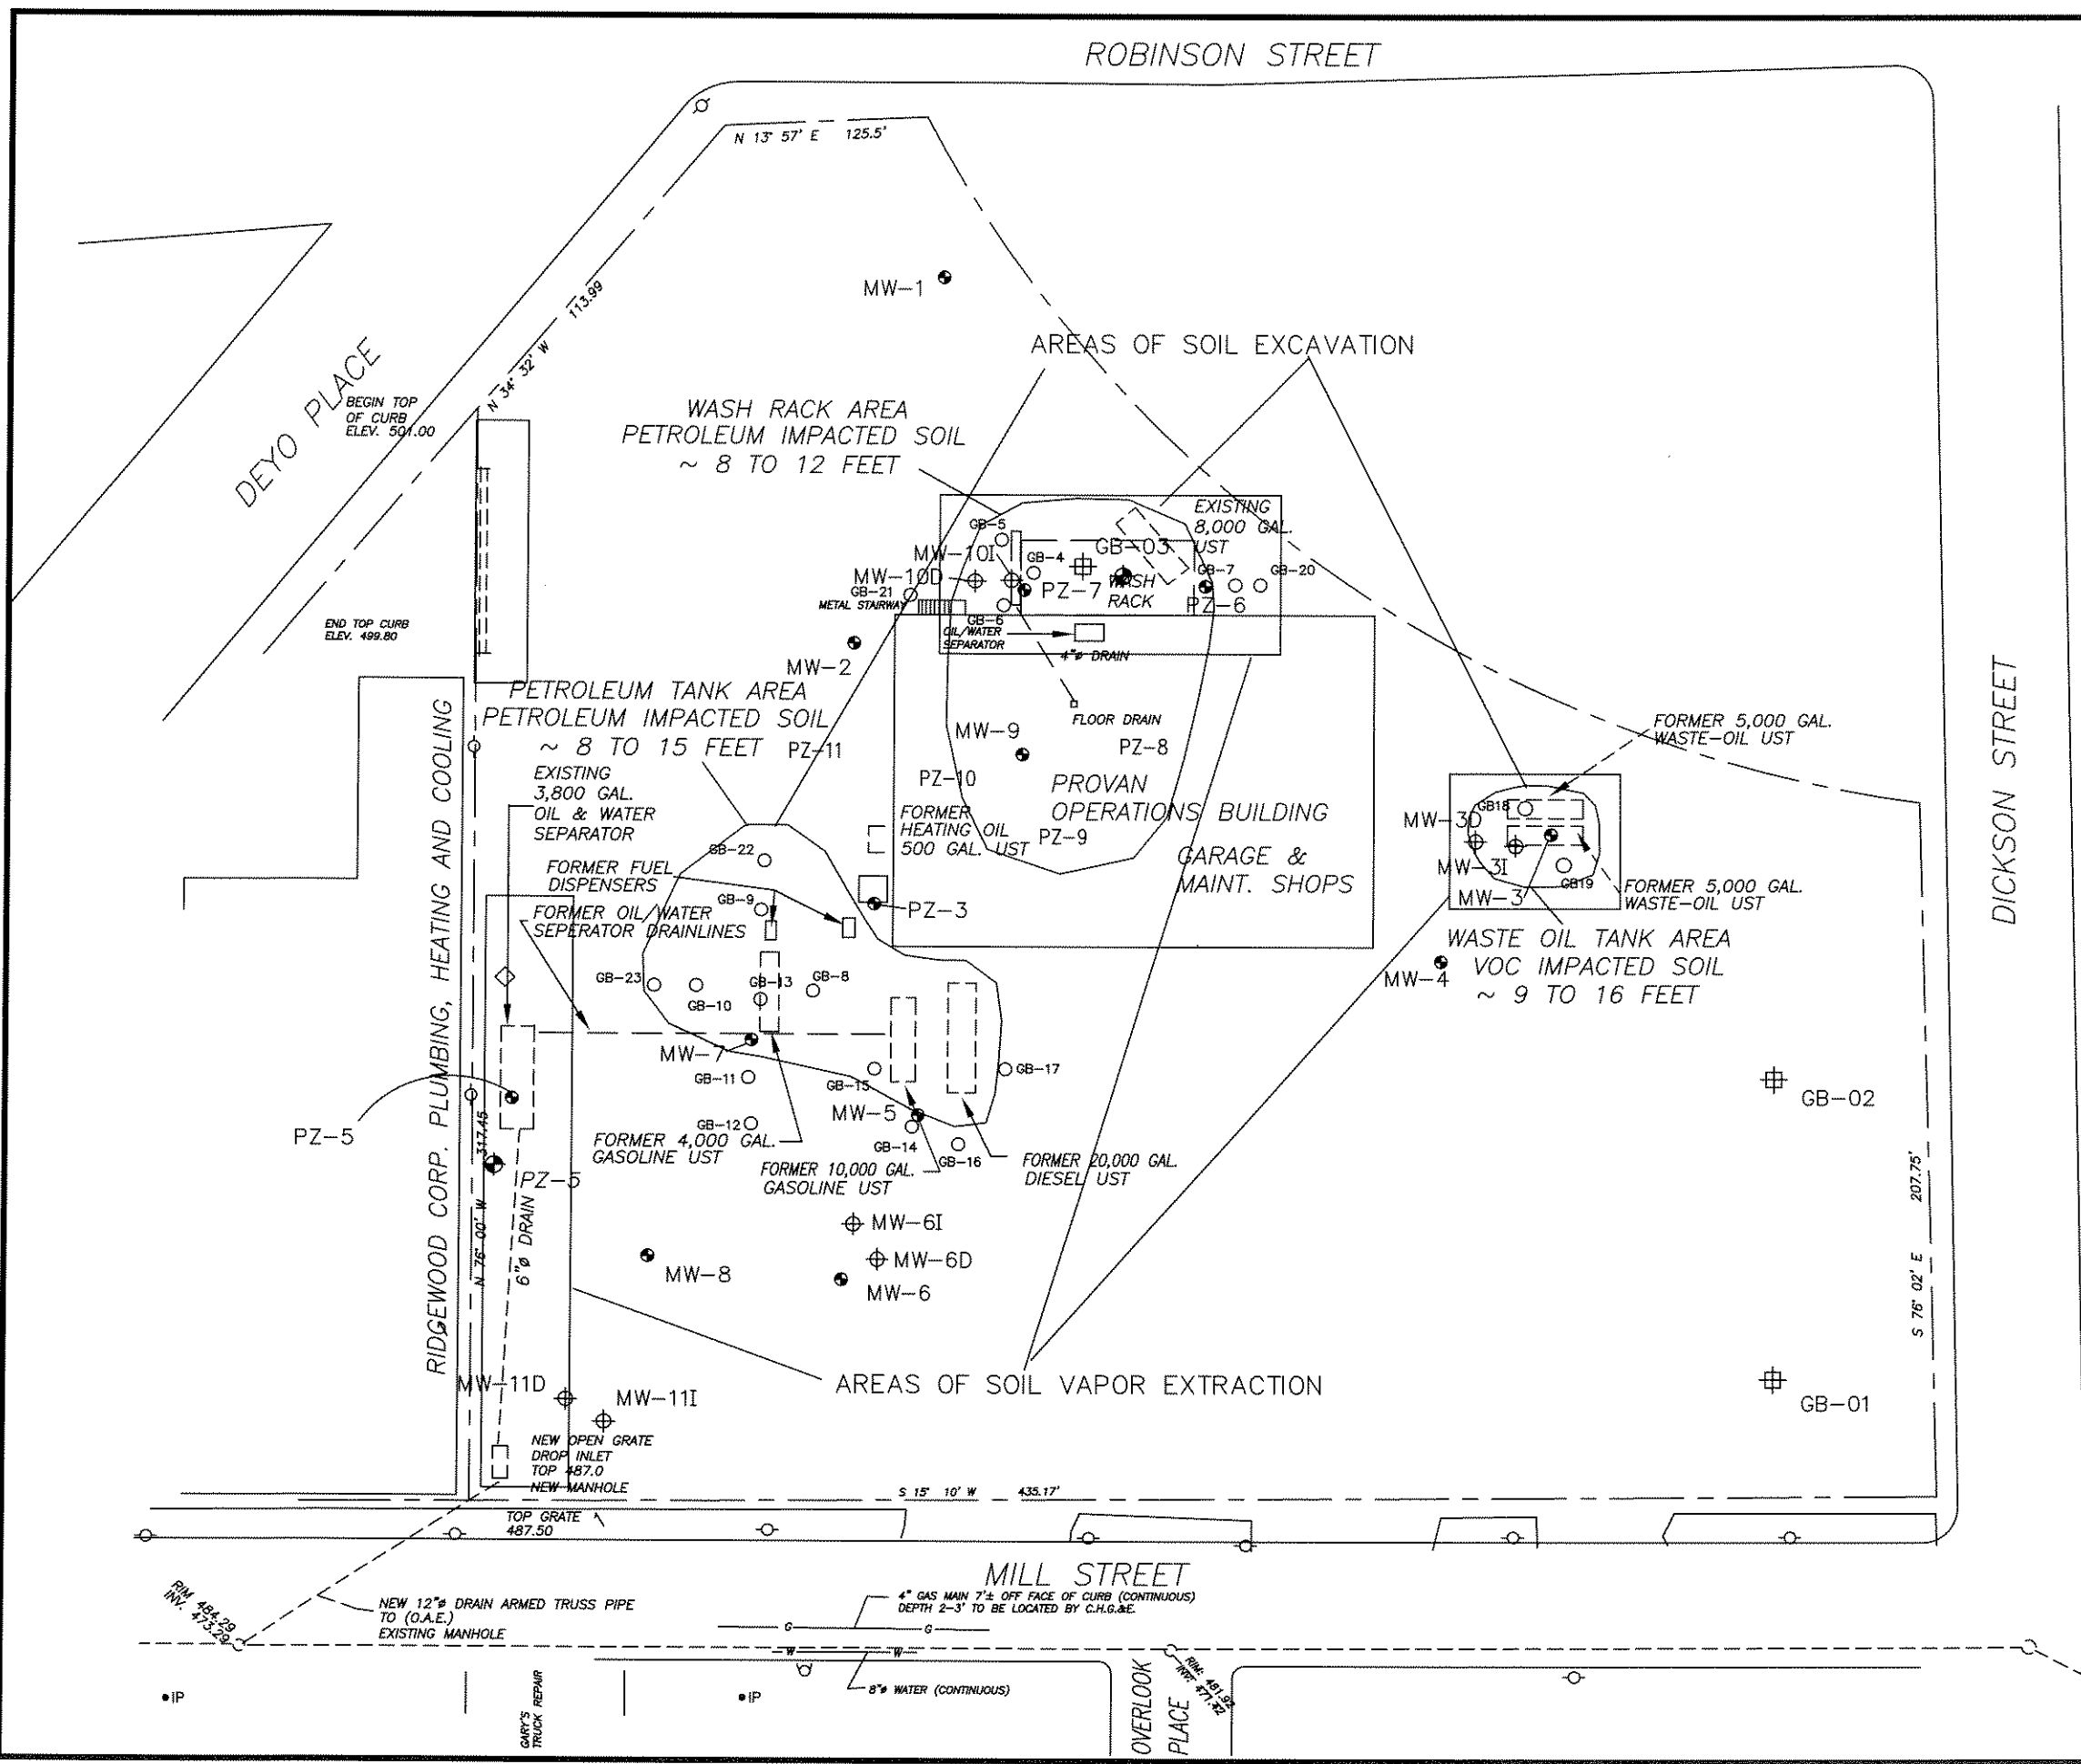 ROBINSON STREET
N 13° 57' E 125.5'
N 34° 32' W 113.99
MW-1
AREAS OF SOIL EXCAVATION
DEYO PLACE
BEGIN TOP
OF CURB
ELEV. 501.00
WASH RACK AREA
PETROLEUM IMPACTED SOIL
~ 8 TO 12 FEET
EXISTING
8,000 GAL.
UST
GB-5
MW-10I
GB-4
GB-03
MW-10D
GB-7
GB-20
GB-21
PZ-7
WASH
RACK
PZ-6
METAL STAIRWAY
GB-6
END TOP CURB
ELEV. 499.80
OIL/WATER
SEPARATOR
4"ø DRAIN
MW-2
PETROLEUM TANK AREA
PETROLEUM IMPACTED SOIL
~ 8 TO 15 FEET
PZ-11
FLOOR DRAIN
MW-9
PZ-8
PZ-10
PROVAN
OPERATIONS BUILDING
PZ-9
GARAGE &
MAINT. SHOPS
FORMER
HEATING OIL
500 GAL. UST
EXISTING
3,800 GAL.
OIL & WATER
SEPARATOR
FORMER 5,000 GAL.
WASTE-OIL UST
GB18
MW-3D
MW-3I
GB19
MW-3
FORMER 5,000 GAL.
WASTE-OIL UST
DICKSON STREET
GB-22
FORMER FUEL
DISPENSERS
GB-9
PZ-3
FORMER OIL/WATER
SEPERATOR DRAINLINES
WASTE OIL TANK AREA
VOC IMPACTED SOIL
~ 9 TO 16 FEET
MW-4
GB-23
GB-10
GB-13
GB-8
MW-7
GB-11
GB-15
GB-17
MW-5
GB-12
GB-14
GB-16
FORMER 4,000 GAL.
GASOLINE UST
FORMER 10,000 GAL.
GASOLINE UST
FORMER 20,000 GAL.
DIESEL UST
GB-02
PZ-5
PZ-5
RIDGEWOOD CORP. PLUMBING, HEATING AND COOLING
N 76° 00' W 317.45
6"ø DRAIN
MW-6I
MW-6D
MW-8
MW-6
S 76° 02' E 207.75'
AREAS OF SOIL VAPOR EXTRACTION
MW-11D
MW-11I
GB-01
NEW OPEN GRATE
DROP INLET
TOP 487.0
NEW MANHOLE
S 15° 10' W 435.17'
TOP GRATE
487.50
MILL STREET
4" GAS MAIN 7'± OFF FACE OF CURB (CONTINUOUS)
DEPTH 2-3' TO BE LOCATED BY C.H.G.&E.
RIM 484.29
INV. 473.29
NEW 12"ø DRAIN ARMED TRUSS PIPE
TO (O.A.E.)
EXISTING MANHOLE
G G
W W
8"ø WATER (CONTINUOUS)
IP
GARY'S
TRUCK REPAIR
IP
OVERLOOK
PLACE
RIM: 481.92
INV: 471.42